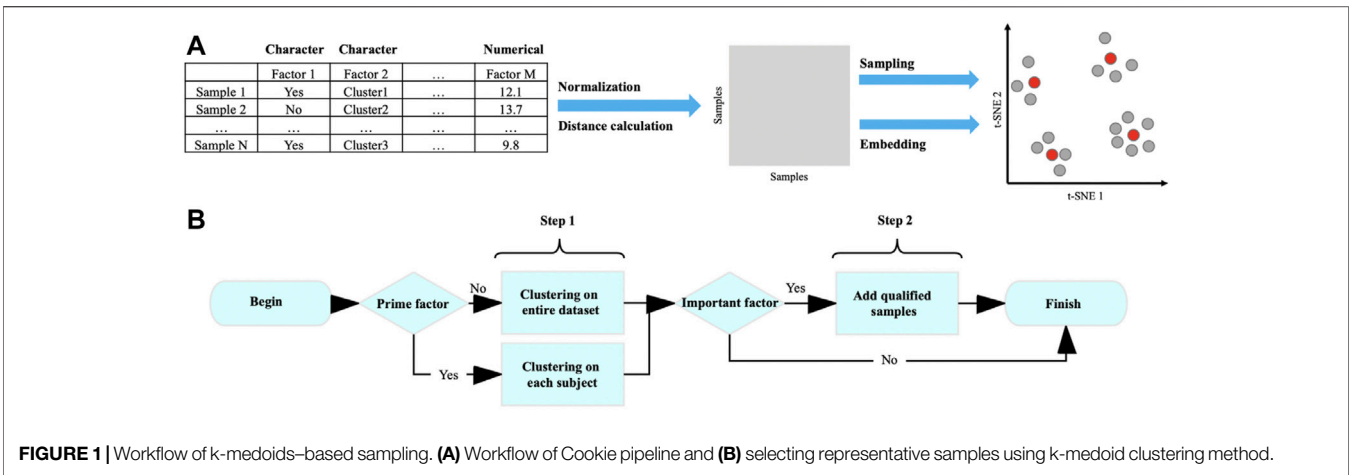 A
Character Character Numerical
Factor 1 Factor 2 … Factor M
Sample 1 Yes Cluster1 … 12.1
Sample 2 No Cluster2 … 13.7
… … … … …
Sample N Yes Cluster3 … 9.8
Normalization
Distance calculation
Samples
Samples
Sampling
Embedding
t-SNE 2
t-SNE 1
B
Step 1
Step 2
Begin
Prime factor
No
Yes
Clustering on
entire dataset
Clustering on
each subject
Important factor
Yes
No
Add qualified
samples
Finish
FIGURE 1 | Workflow of k-medoids–based sampling. (A) Workflow of Cookie pipeline and (B) selecting representative samples using k-medoid clustering method.